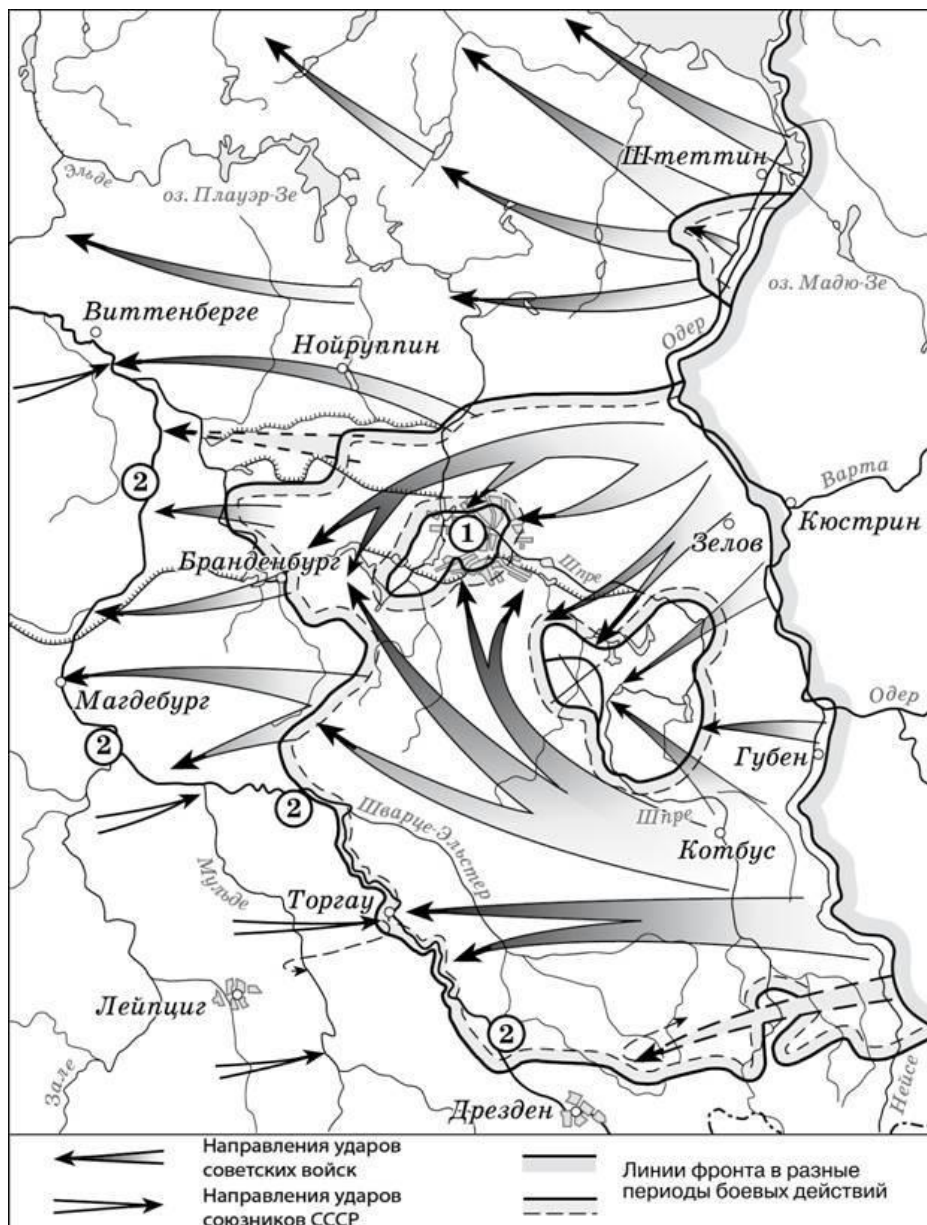 Штеттин
Эльде
оз. Плауэр-Зе
оз. Мадю-Зе
Виттенберге
Одер
Нойруппин
2
Варта
Кюстрин
1
Зелов
Бранденбург
Шпре
Магдебург
Одер
2
Губен
2
Шварце-Эльстер
Шпре
Котбус
Мульде
Торгау
Лейпциг
2
Зале
Дрезден
Нейсе
Направления ударов
советских войск
Направления ударов
союзников СССР
Линии фронта в разные
периоды боевых действий